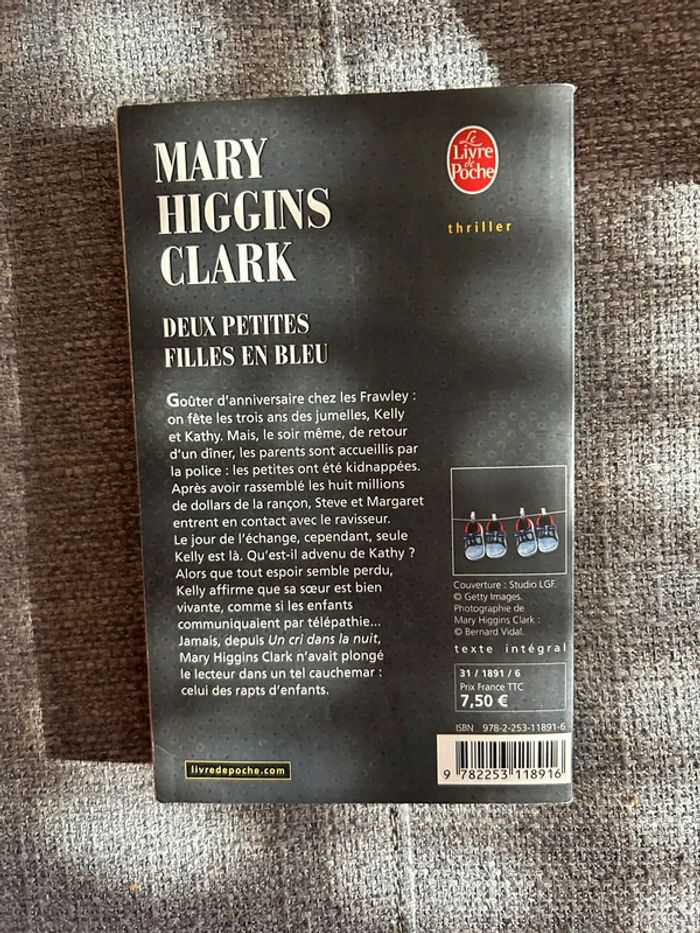 MARY
HIGGINS
CLARK
Le
Livre
de
Poche
thriller
DEUX PETITES
FILLES EN BLEU
Goûter d'anniversaire chez les Frawley :
on fête les trois ans des jumelles, Kelly
et Kathy. Mais, le soir même, de retour
d'un dîner, les parents sont accueillis par
la police : les petites ont été kidnappées.
Après avoir rassemblé les huit millions
de dollars de la rançon, Steve et Margaret
entrent en contact avec le ravisseur.
Le jour de l'échange, cependant, seule
Kelly est là. Qu'est-il advenu de Kathy ?
Alors que tout espoir semble perdu,
Kelly affirme que sa sœur est bien
vivante, comme si les enfants
communiquaient par télépathie...
Jamais, depuis Un cri dans la nuit,
Mary Higgins Clark n'avait plongé
le lecteur dans un tel cauchemar :
celui des rapts d'enfants.
livredepoche.com
Couverture : Studio LGF.
© Getty Images.
Photographie de
Mary Higgins Clark :
© Bernard Vidal.
texte intégral
31 / 1891 / 6
Prix France TTC
7,50 €
ISBN 978-2-253-11891-6
9 782253 118916